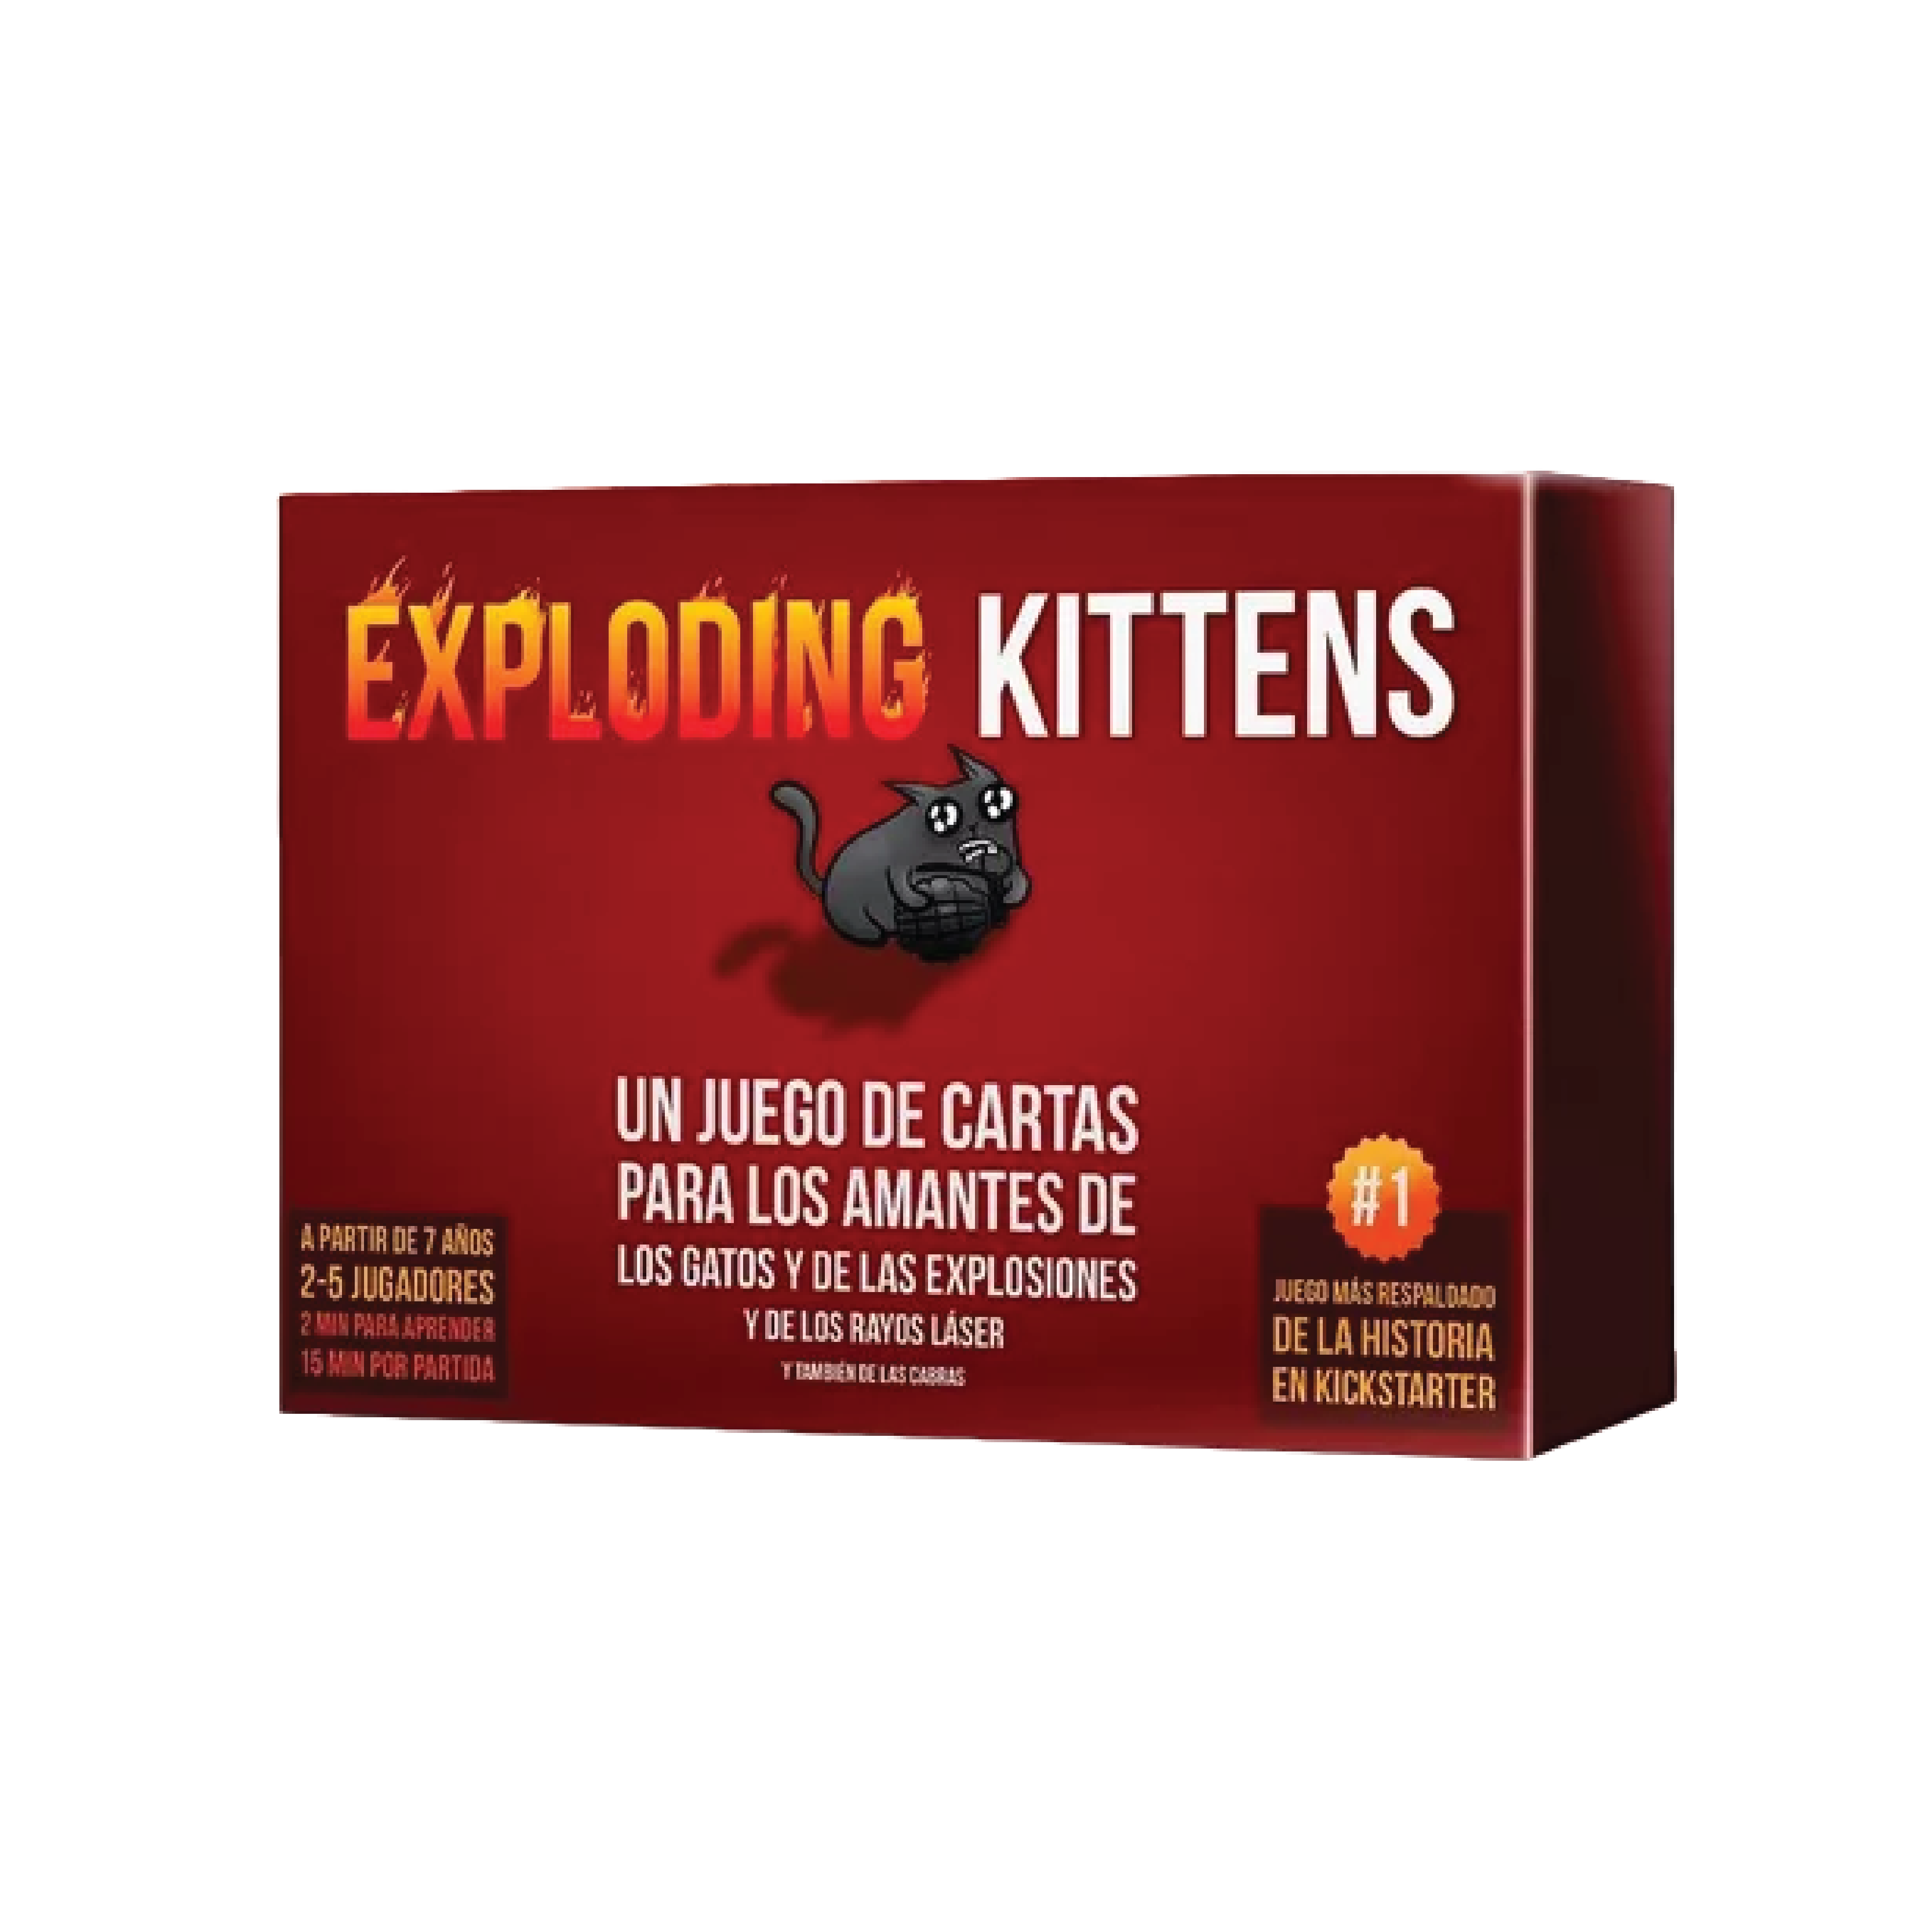 EXPLODING KITTENS
UN JUEGO DE CARTAS
PARA LOS AMANTES DE
LOS GATOS Y DE LAS EXPLOSIONES
Y DE LOS RAYOS LÁSER
Y TAMBIÉN DE LAS CABRAS
A PARTIR DE 7 AÑOS
2-5 JUGADORES
2 MIN PARA APRENDER
15 MIN POR PARTIDA
#1
JUEGO MÁS RESPALDADO
DE LA HISTORIA
EN KICKSTARTER